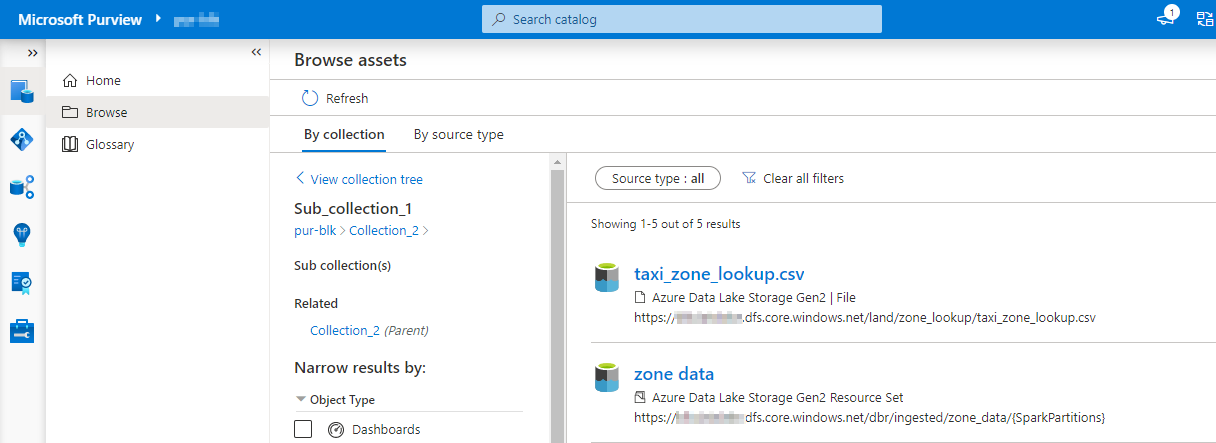 Microsoft Purview
Search catalog
1
Home
Browse
Glossary
Browse assets
Refresh
By collection
By source type
View collection tree
Sub_collection_1
pur-blk > Collection_2 >
Sub collection(s)
Related
Collection_2 (Parent)
Narrow results by:
Object Type
Dashboards
Source type : all
Clear all filters
Showing 1-5 out of 5 results
taxi_zone_lookup.csv
Azure Data Lake Storage Gen2 | File
https://.dfs.core.windows.net/land/zone_lookup/taxi_zone_lookup.csv
zone data
Azure Data Lake Storage Gen2 Resource Set
https://dfs.core.windows.net/dbr/ingested/zone_data/{SparkPartitions}